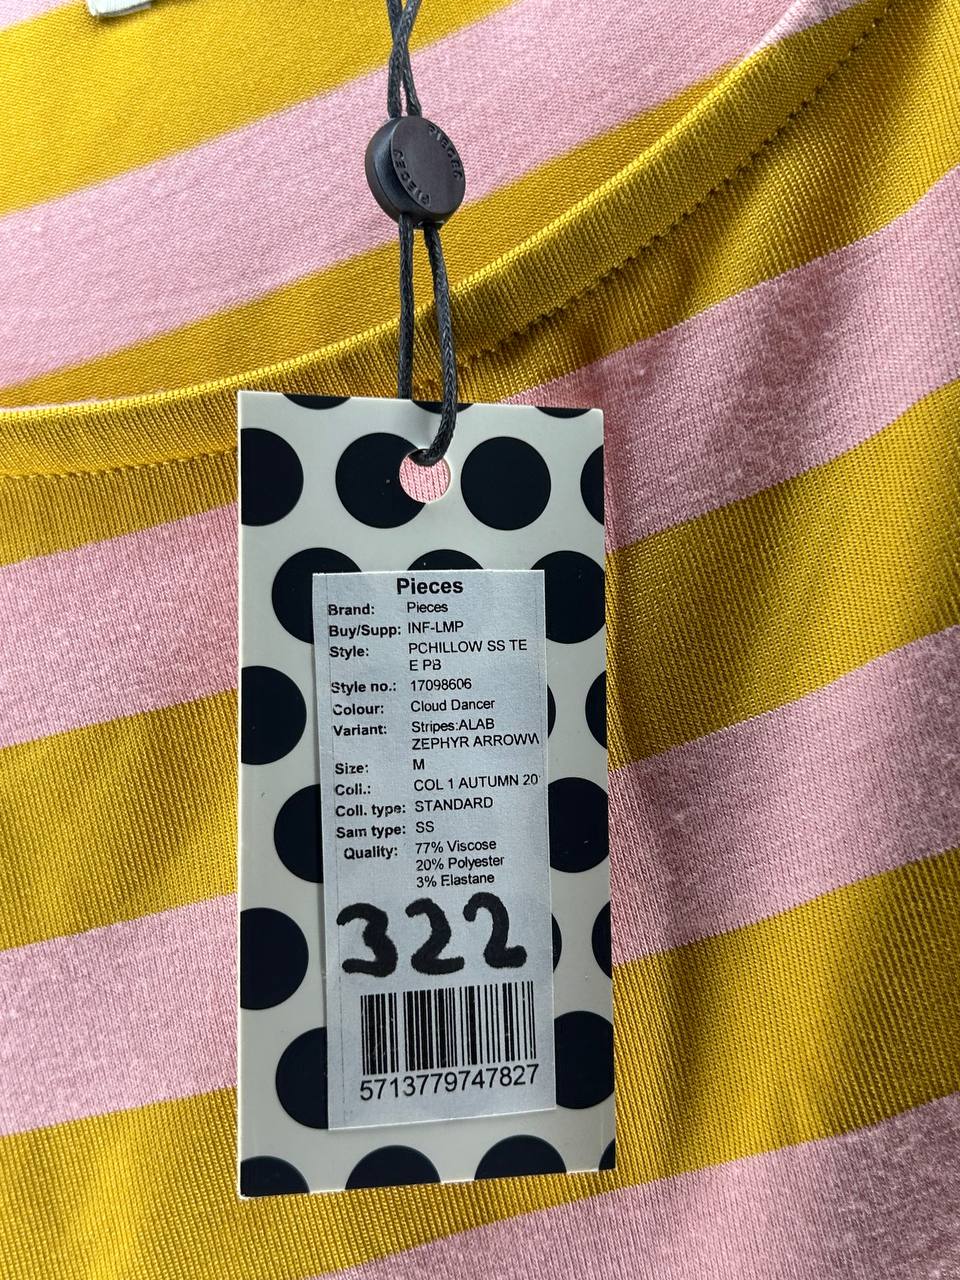 PIECES
PIECES
Pieces
Brand: Pieces
Buy/Supp: INF-LMP
Style: PCHILLOW SS TE
E PB
Style no.: 17098606
Colour: Cloud Dancer
Variant: Stripes:ALAB
ZEPHYR ARROWW
Size: M
Coll.: COL 1 AUTUMN 20
Coll. type: STANDARD
Sam type: SS
Quality: 77% Viscose
20% Polyester
3% Elastane
322
5713779747827